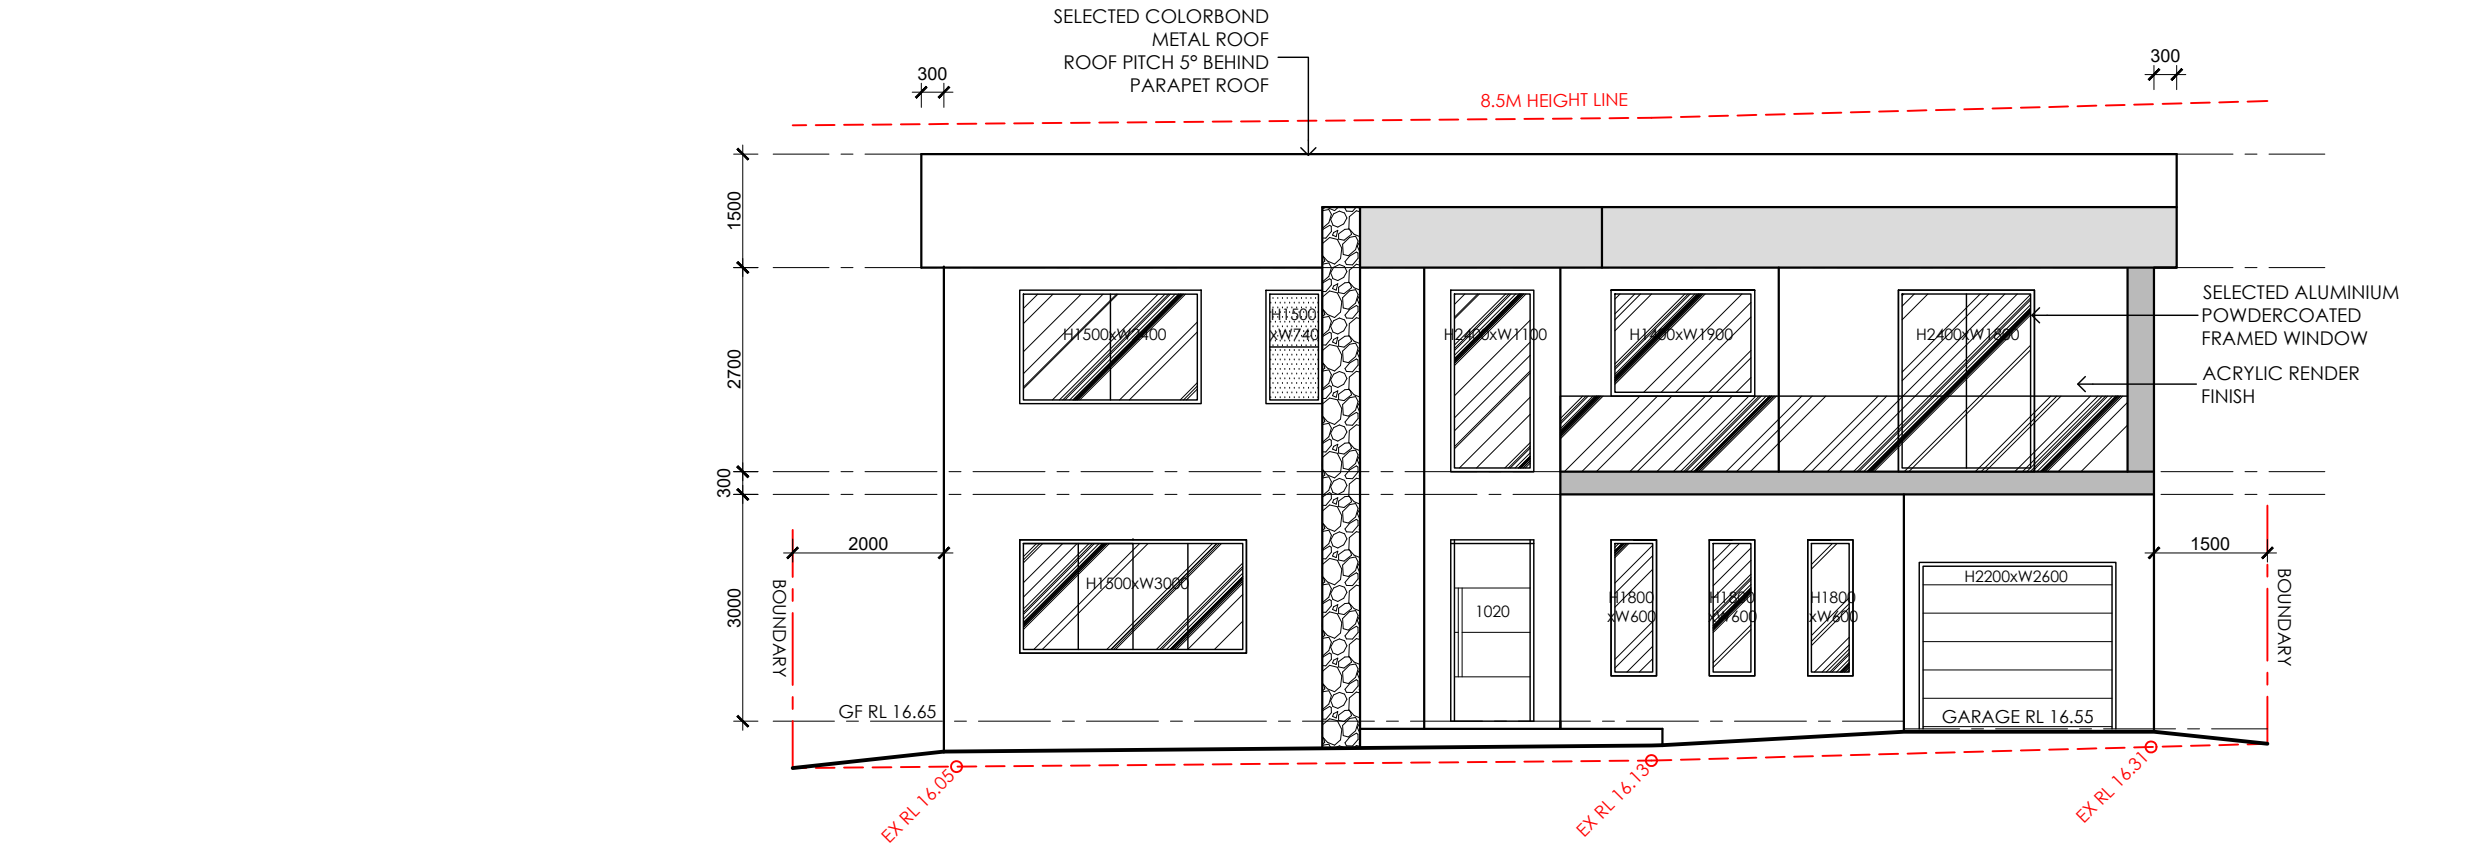 SELECTED COLORBOND
METAL ROOF
ROOF PITCH 5° BEHIND
PARAPET ROOF
300
300
8.5M HEIGHT LINE
1500
2700
300
3000
H1500xW2400
H1500
xW740
H2400xW1100
H1400xW1900
H2400xW1800
SELECTED ALUMINIUM
POWDERCOATED
FRAMED WINDOW
ACRYLIC RENDER
FINISH
2000
1500
BOUNDARY
BOUNDARY
H1500xW3000
1020
H1800
xW600
H1800
xW600
H1800
xW600
H2200xW2600
GF RL 16.65
GARAGE RL 16.55
EX RL 16.05
EX RL 16.13
EX RL 16.31